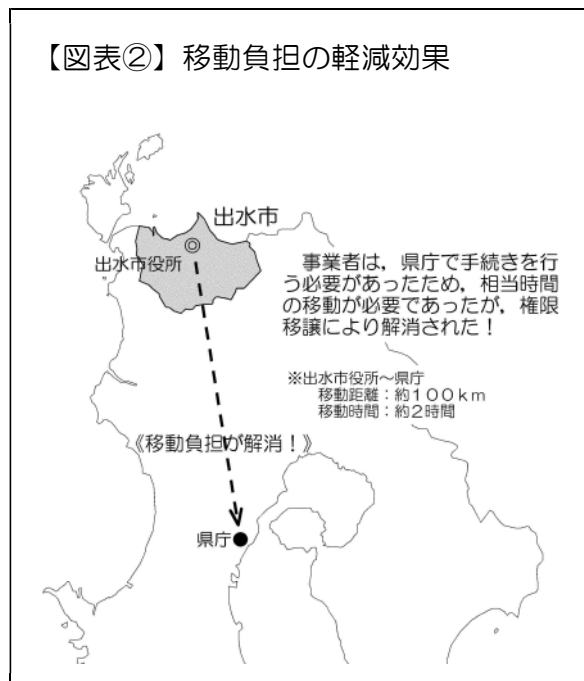 【図表②】移動負担の軽減効果
出水市
出水市役所
事業者は，県庁で手続きを行
う必要があったため，相当時間
の移動が必要であったが，権限
移譲により解消された！
※出水市役所～県庁
移動距離：約１００ｋｍ
移動時間：約２時間
《移動負担が解消！》
県庁